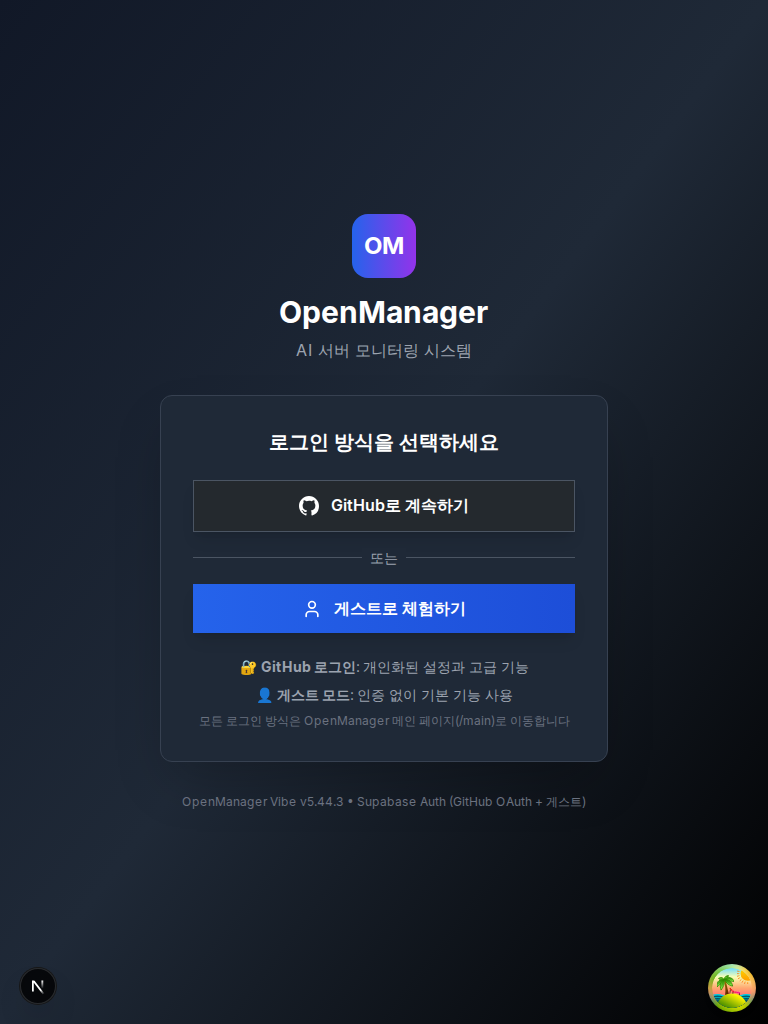 OM
OpenManager
AI 서버 모니터링 시스템
로그인 방식을 선택하세요
GitHub로 계속하기
또는
게스트로 체험하기
🔐 GitHub 로그인: 개인화된 설정과 고급 기능
👤 게스트 모드: 인증 없이 기본 기능 사용
모든 로그인 방식은 OpenManager 메인 페이지(/main)로 이동합니다
OpenManager Vibe v5.44.3 • Supabase Auth (GitHub OAuth + 게스트)
N